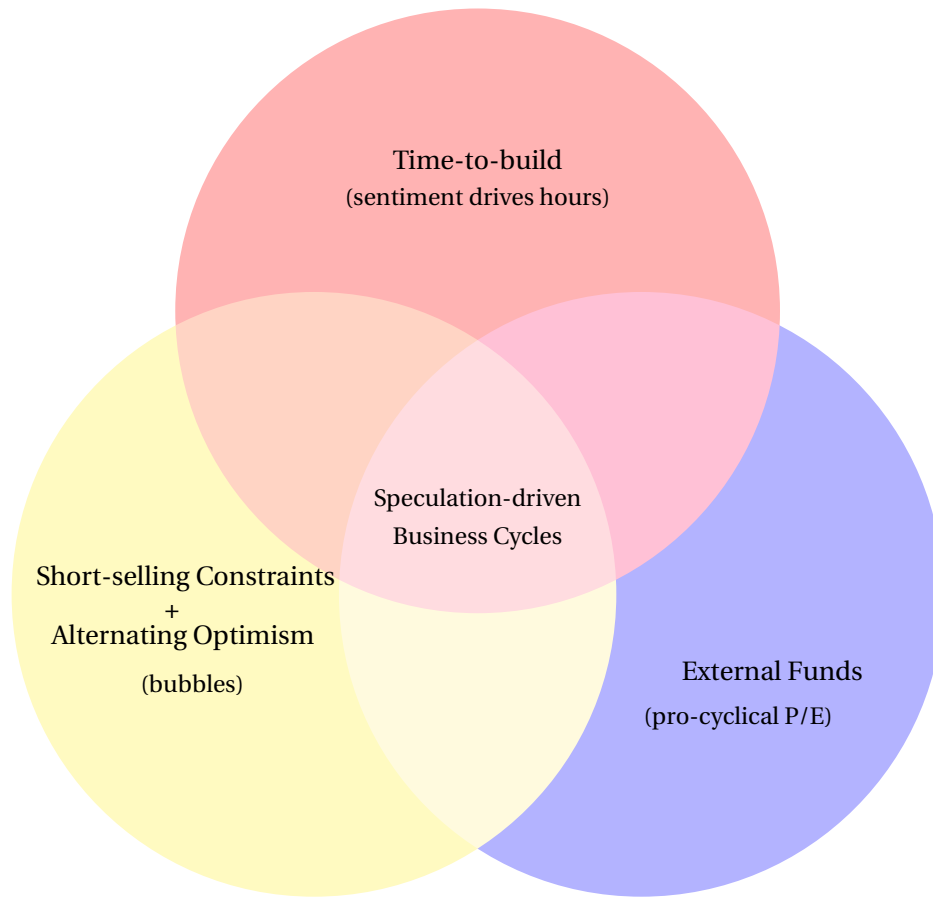 Time-to-build
(sentiment drives hours)
Speculation-driven
Business Cycles
Short-selling Constraints
+
Alternating Optimism
(bubbles)
External Funds
(pro-cyclical P/E)